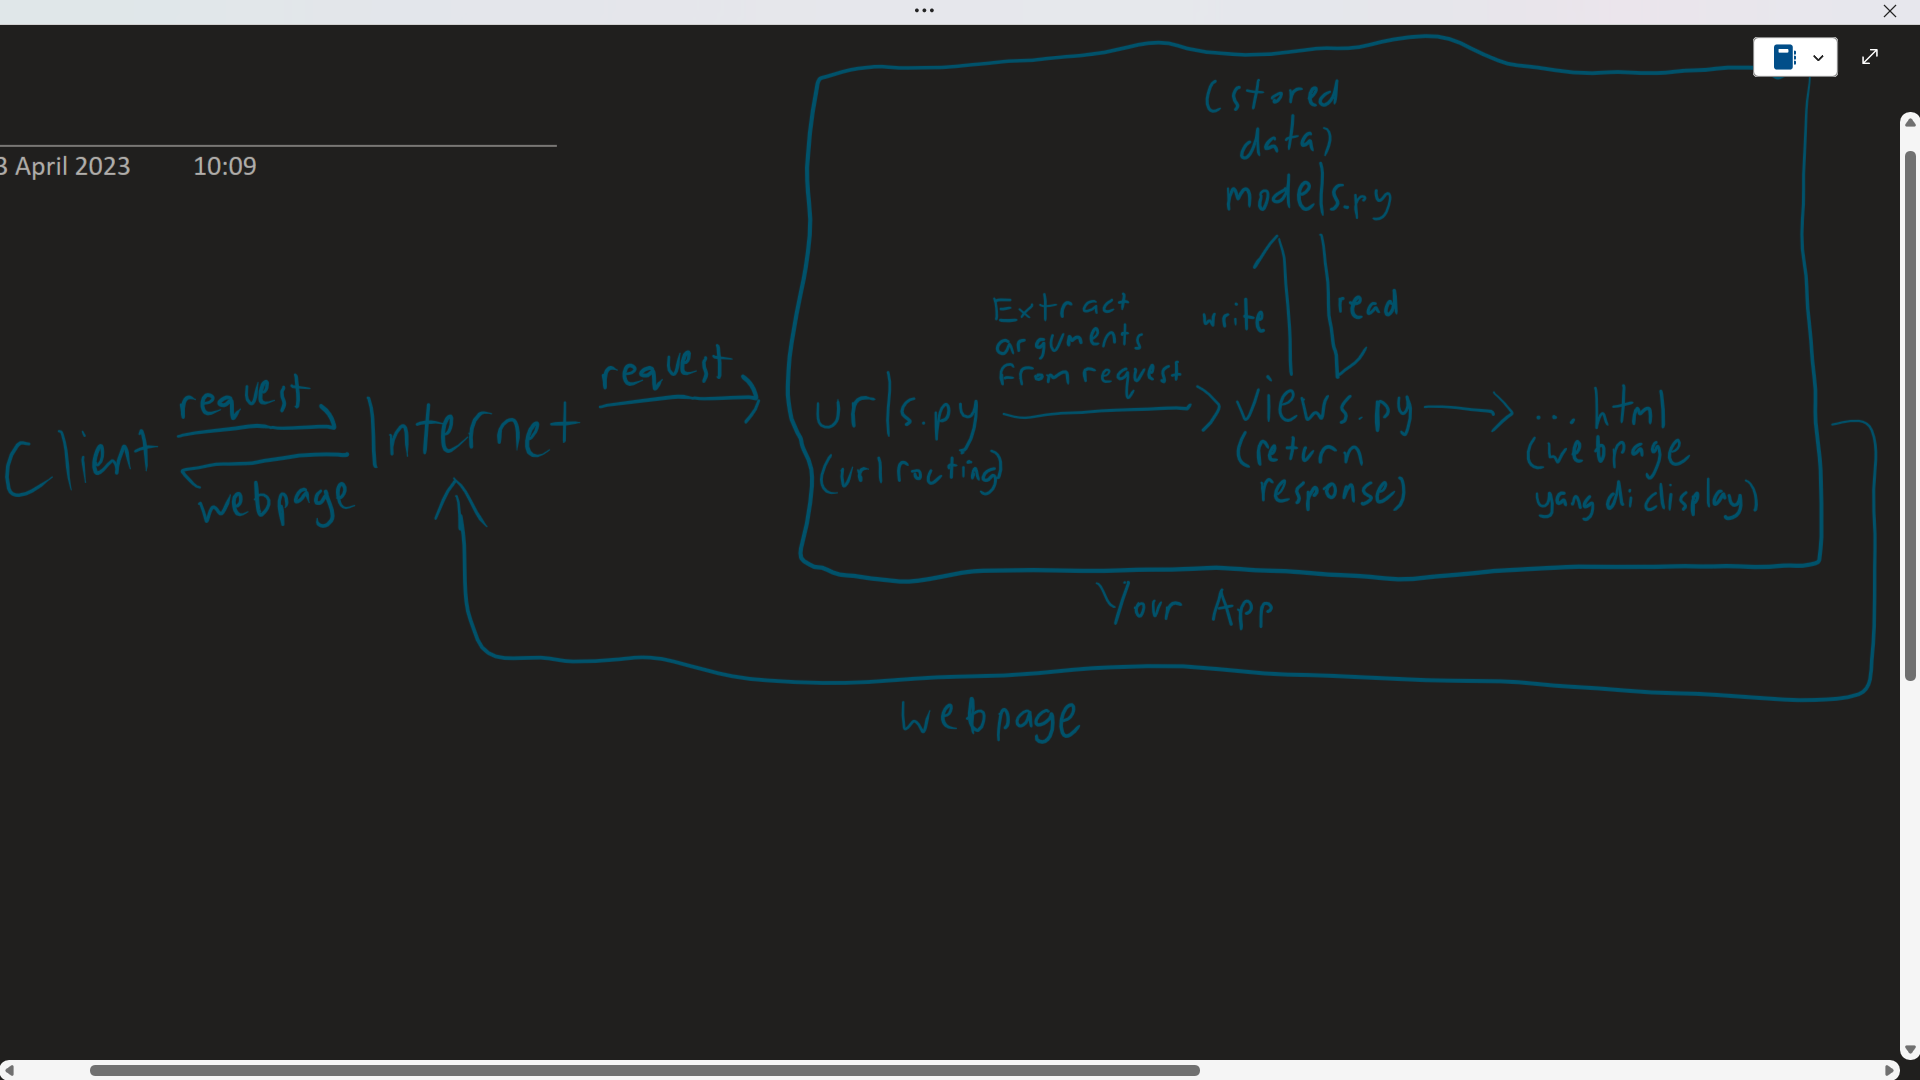 3 April 2023 10:09
(stored
data)
models.py
write
read
Extract
arguments
from request
request
request
Client
Internet
webpage
urls.py
(url routing)
views.py
(return
response)
... html
(webpage
yang di display)
Your App
Webpage